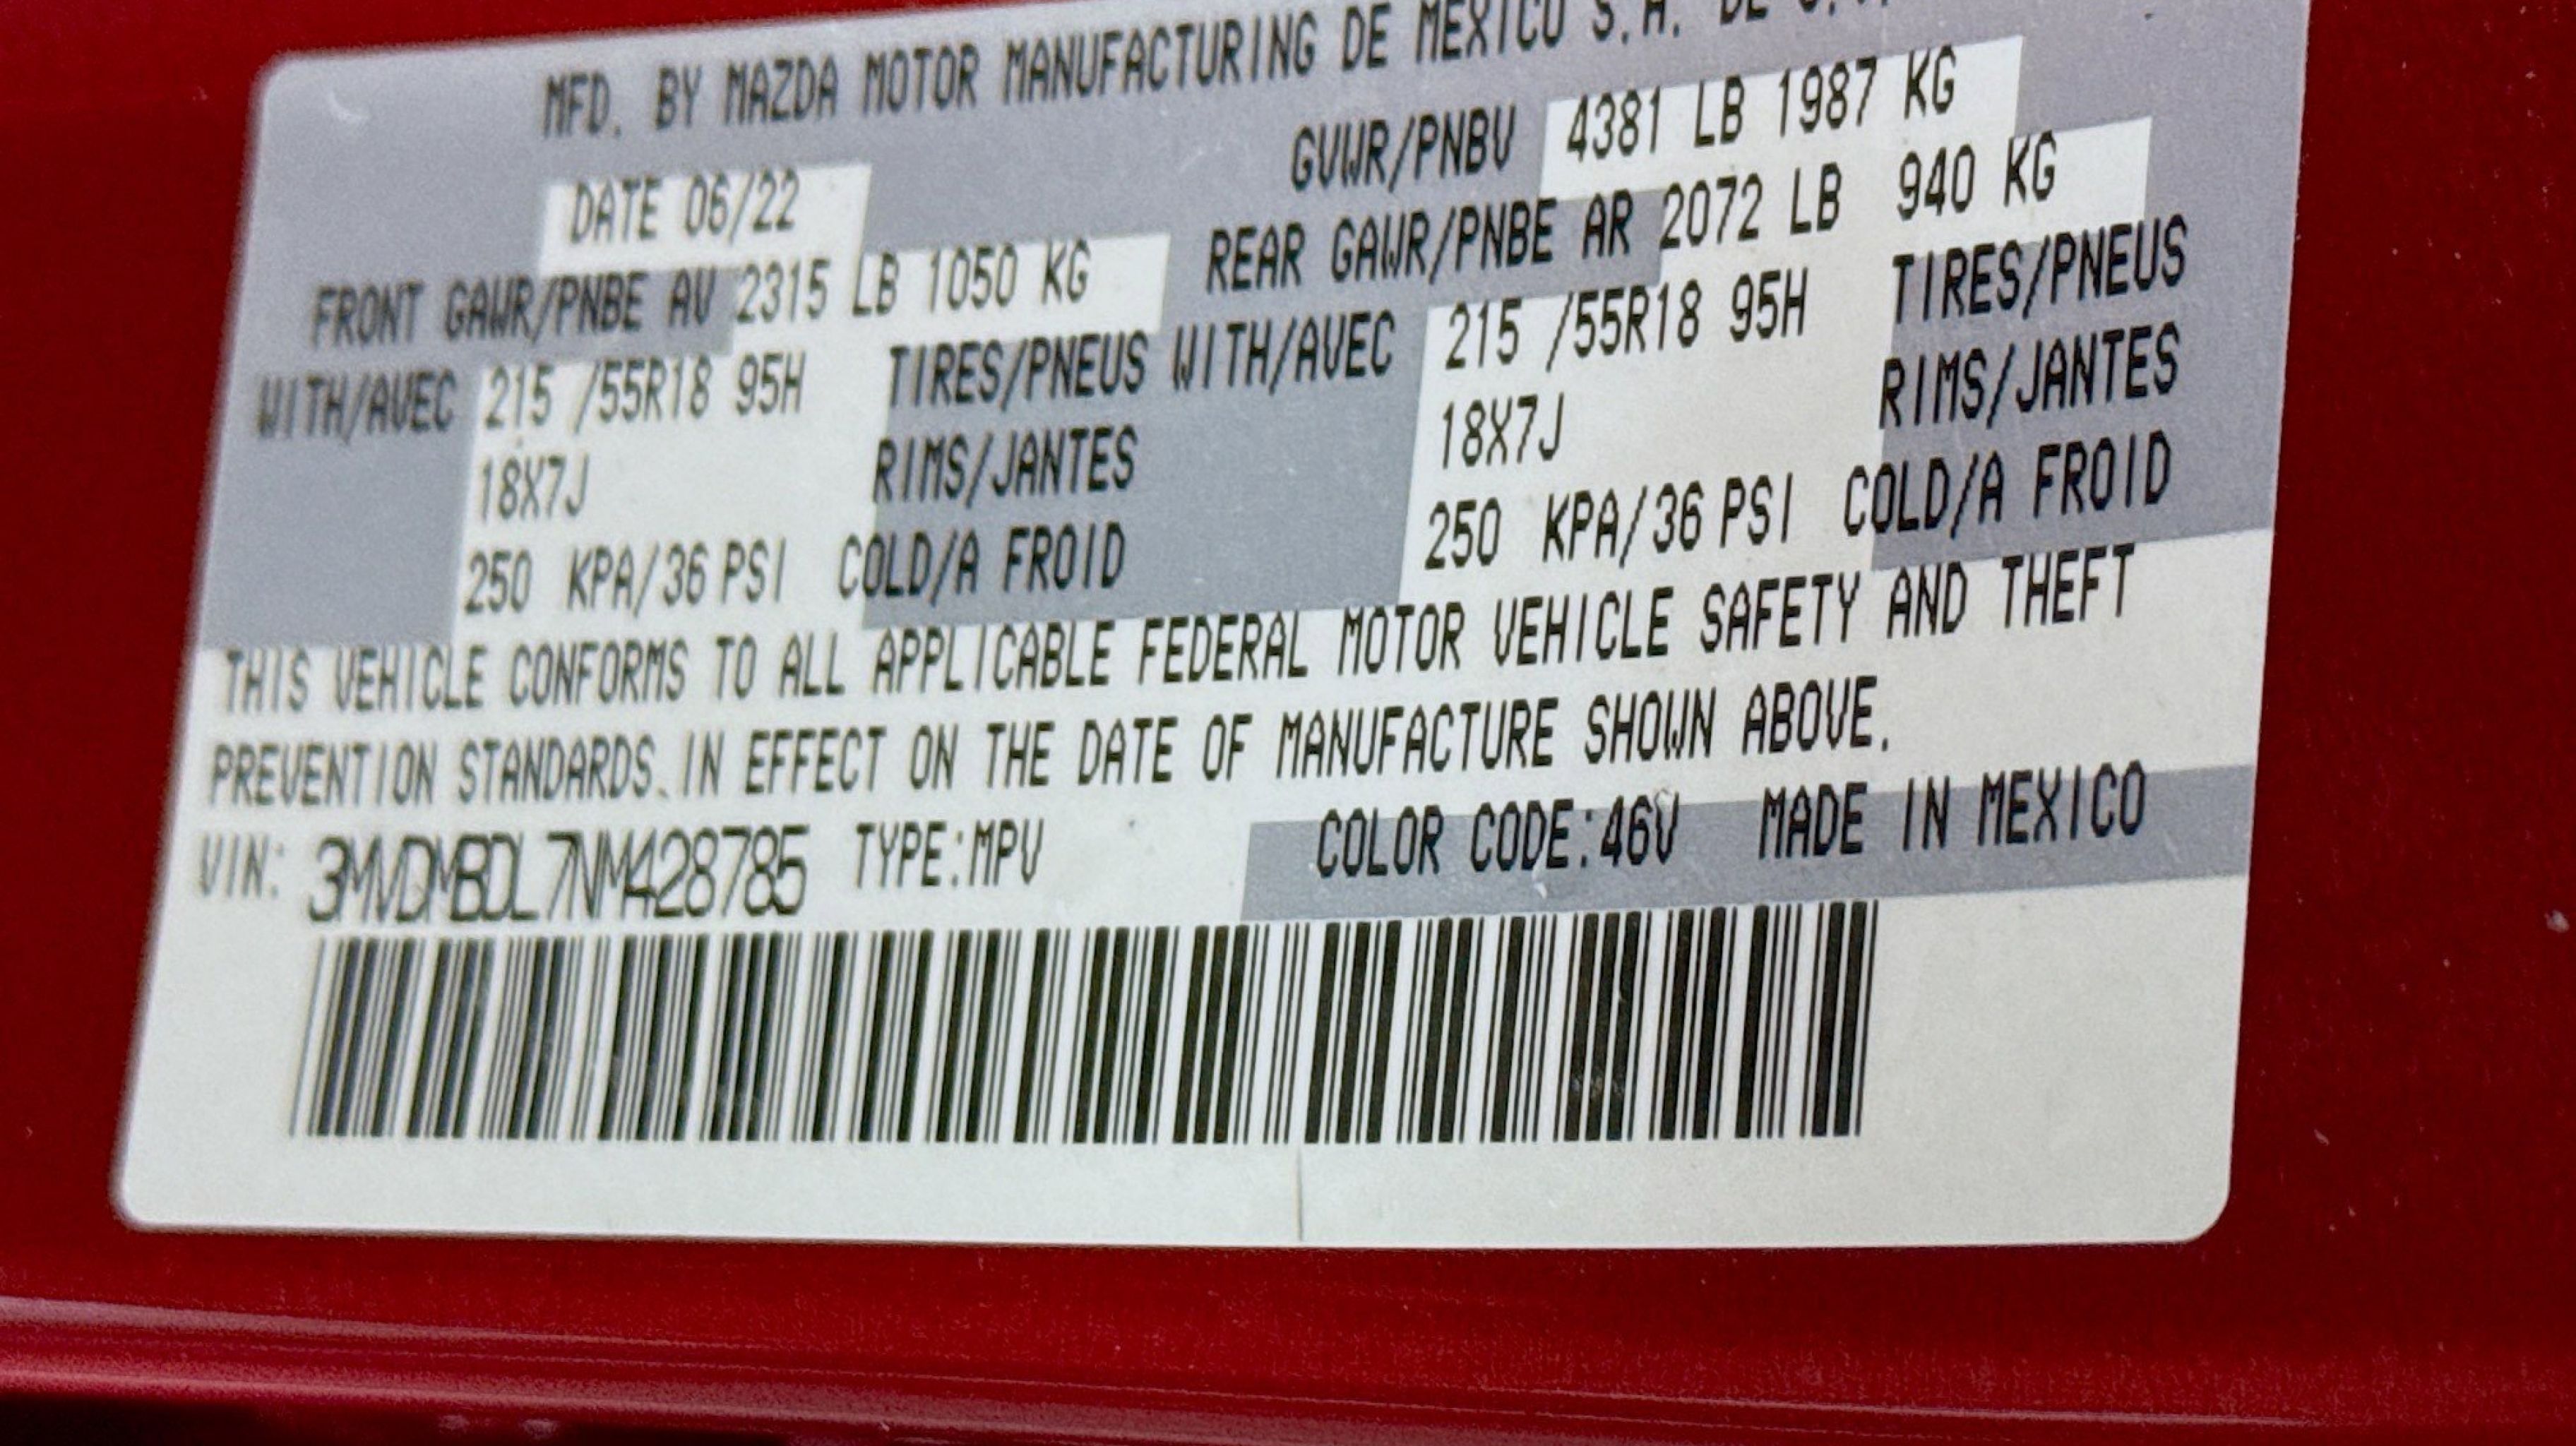 MFD. BY MAZDA MOTOR MANUFACTURING DE MEXICO S.A. DE C.V.
DATE 06/22 GVWR/PNBV 4381 LB 1987 KG
FRONT GAWR/PNBE AV 2315 LB 1050 KG REAR GAWR/PNBE AR 2072 LB 940 KG
WITH/AVEC 215 /55R18 95H TIRES/PNEUS WITH/AVEC 215 /55R18 95H TIRES/PNEUS
18X7J RIMS/JANTES 18X7J RIMS/JANTES
250 KPA/36 PSI COLD/A FROID 250 KPA/36 PSI COLD/A FROID
THIS VEHICLE CONFORMS TO ALL APPLICABLE FEDERAL MOTOR VEHICLE SAFETY AND THEFT
PREVENTION STANDARDS IN EFFECT ON THE DATE OF MANUFACTURE SHOWN ABOVE.
VIN: 3MVDMBDL7NM428785 TYPE:MPV COLOR CODE:46V MADE IN MEXICO